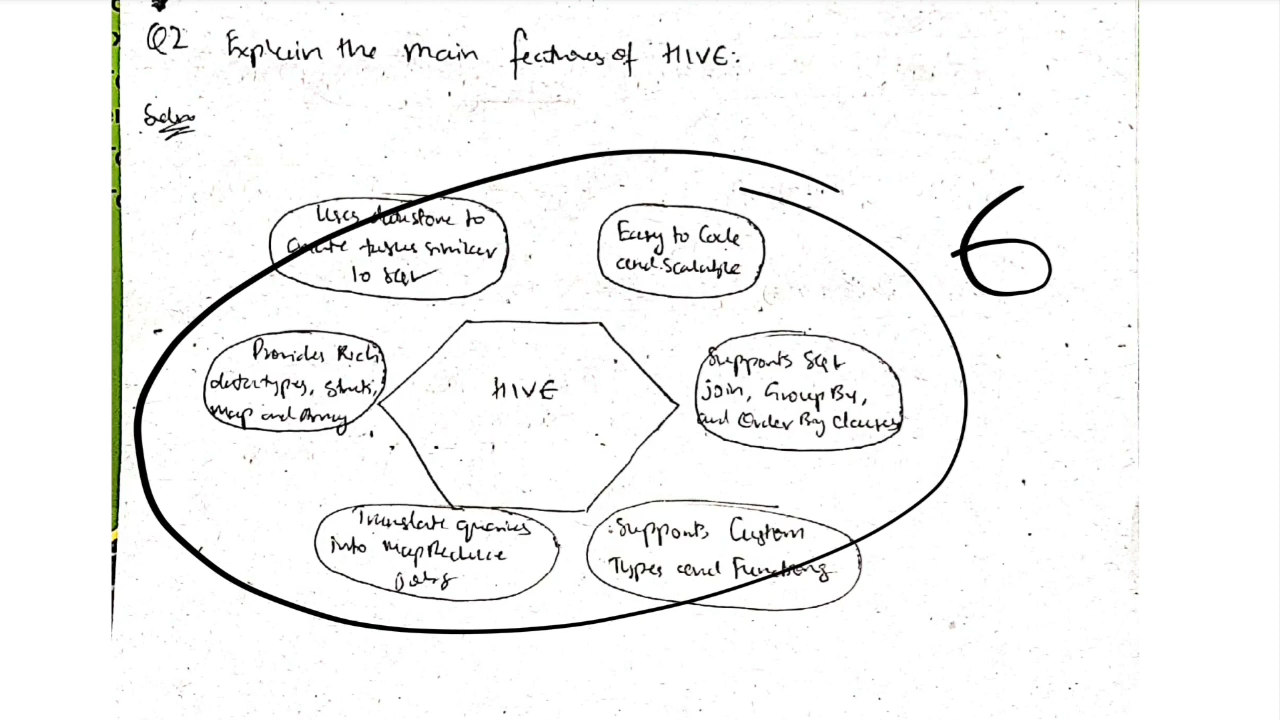 Q2 Explain the main features of HIVE:
Soln
Uses to
create tables similar
to SQL
Easy to Code
and Scalable
6
Provides Rich
datatypes, Structs,
Map and Array
HIVE
Supports SQL
join, Group By,
and Order By Clauses
Translate queries
into MapReduce
jobs
Supports Custom
Types and Functions